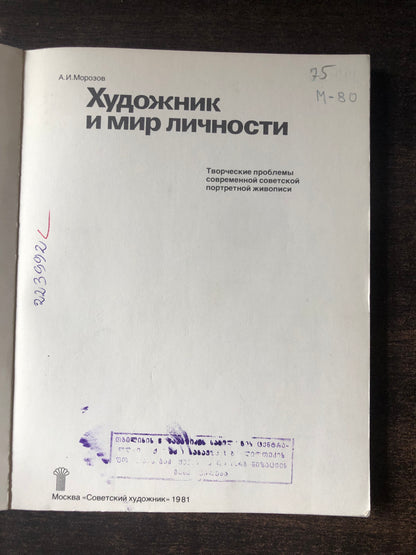 А.И.Морозов
75
М-80
Художник
и мир личности
Творческие проблемы
современной советской
портретной живописи
223992
Москва «Советский художник» 1981